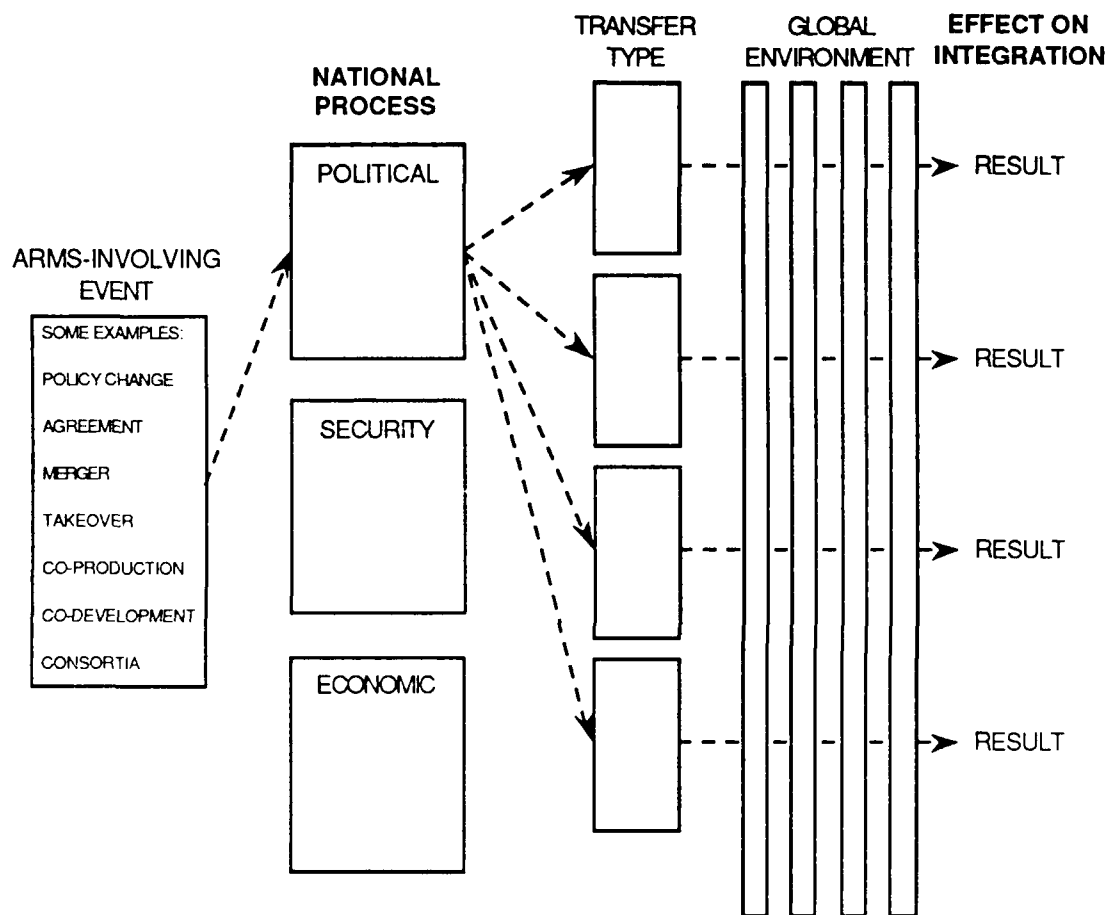 TRANSFER
TYPE
GLOBAL
ENVIRONMENT
EFFECT ON
INTEGRATION
NATIONAL
PROCESS
POLITICAL
RESULT
ARMS-INVOLVING
EVENT
SOME EXAMPLES:
POLICY CHANGE
AGREEMENT
MERGER
TAKEOVER
CO-PRODUCTION
CO-DEVELOPMENT
CONSORTIA
RESULT
SECURITY
RESULT
ECONOMIC
RESULT